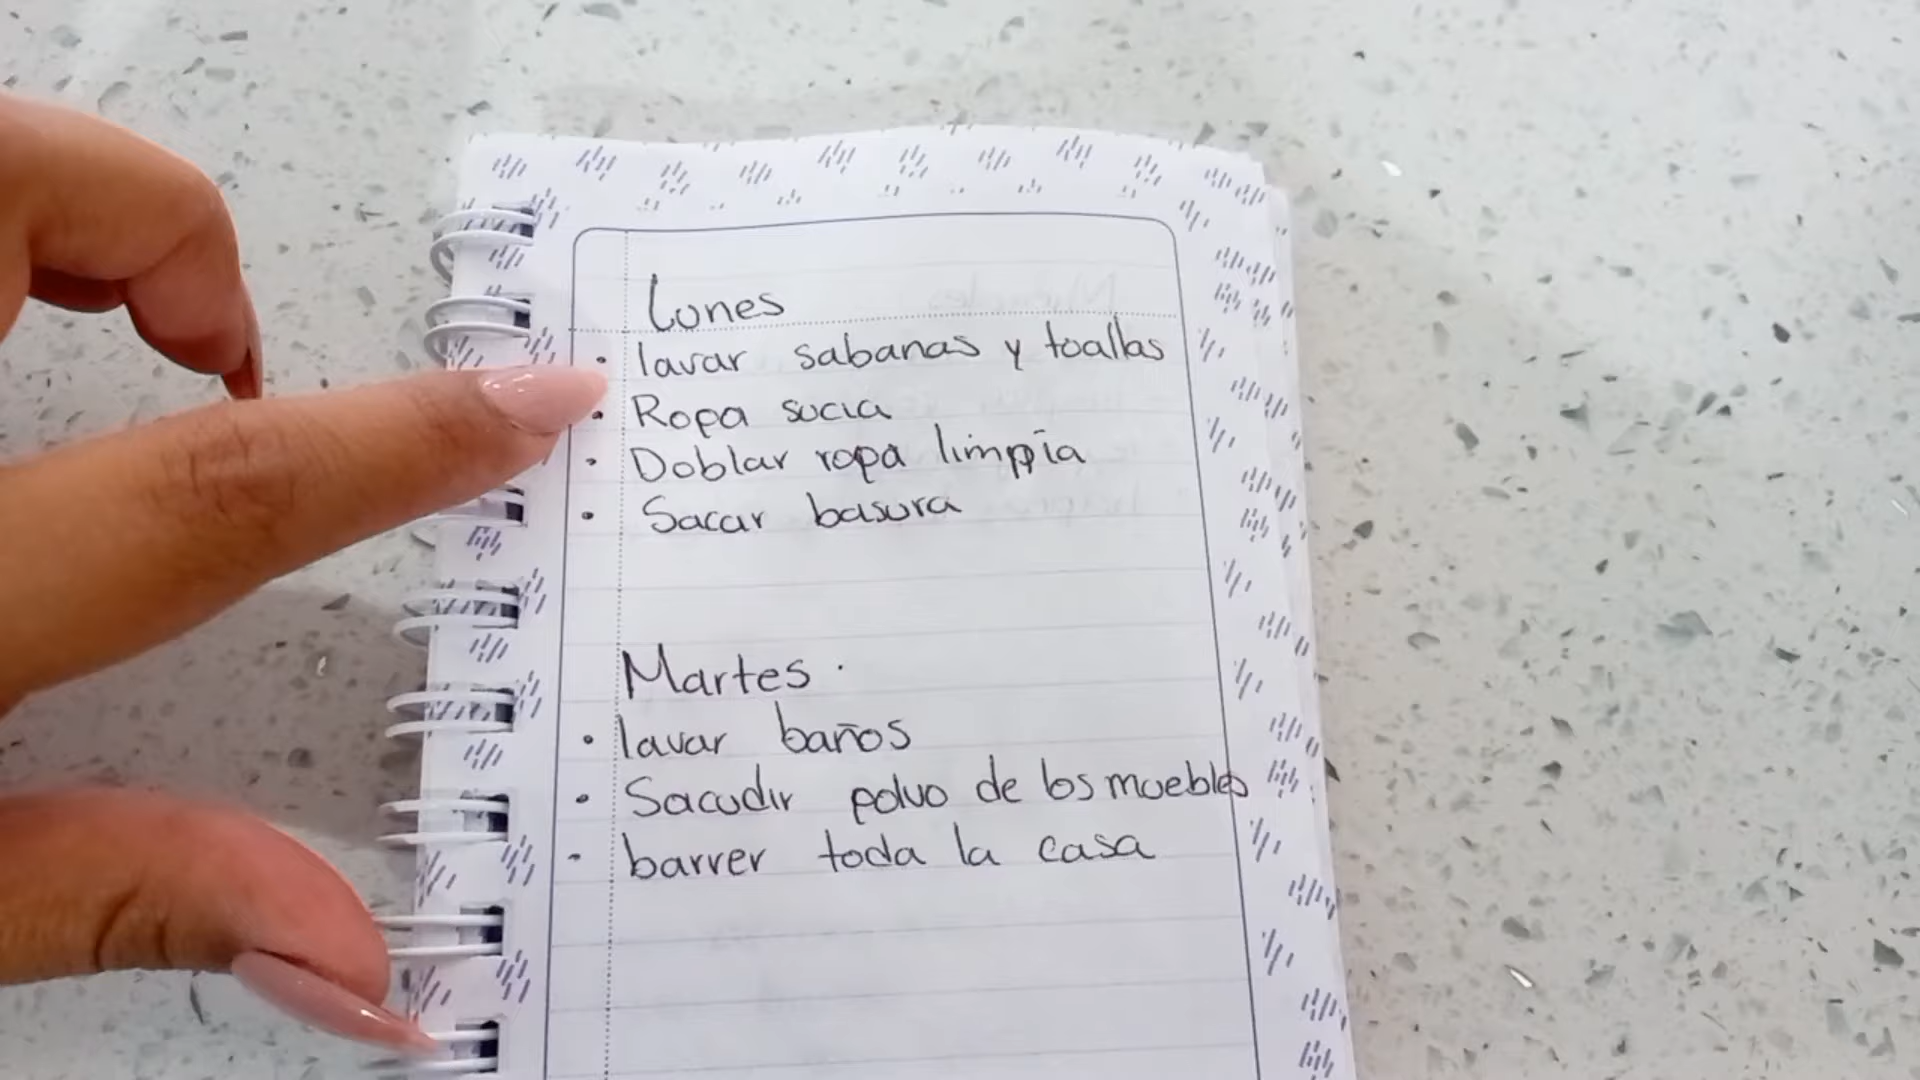 Lunes
· lavar sabanas y toallas
· Ropa sucia
· Doblar ropa limpia
· Sacar basura
Martes ·
· lavar baños
· Sacudir polvo de los muebles
- barrer toda la casa